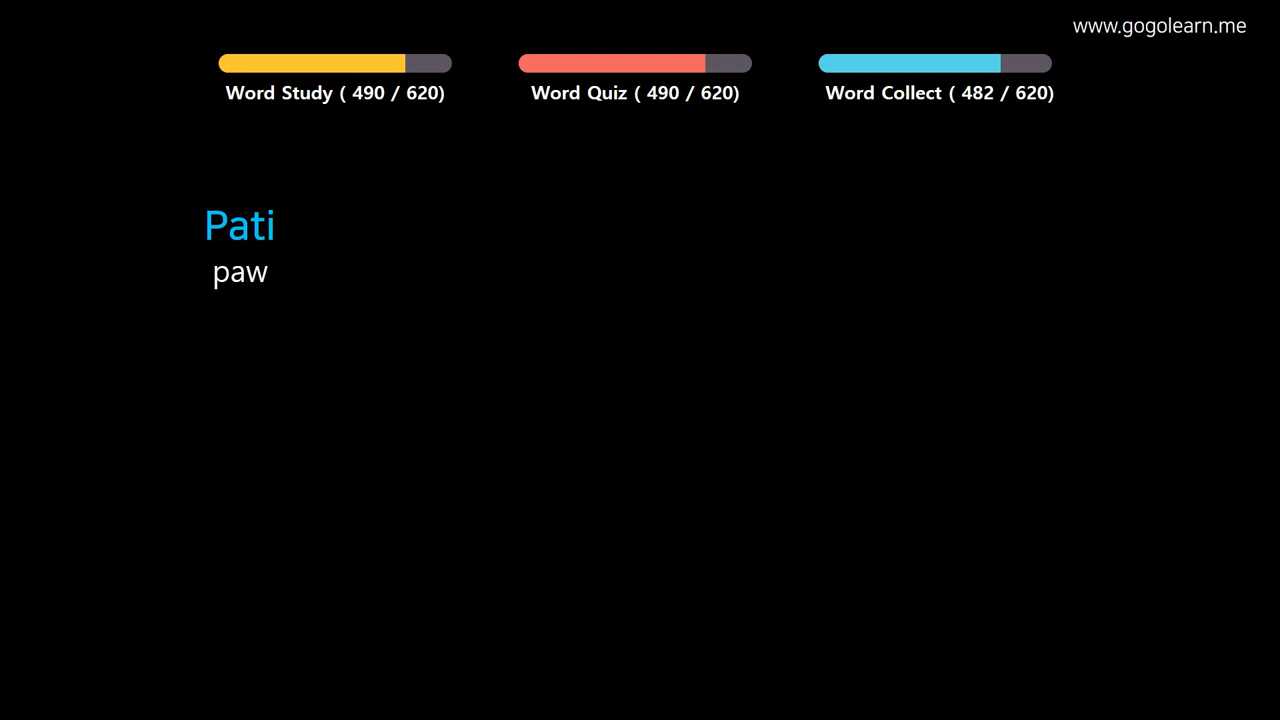 www.gogolearn.me
Word Study ( 490 / 620)
Word Quiz ( 490 / 620)
Word Collect ( 482 / 620)
Pati
paw